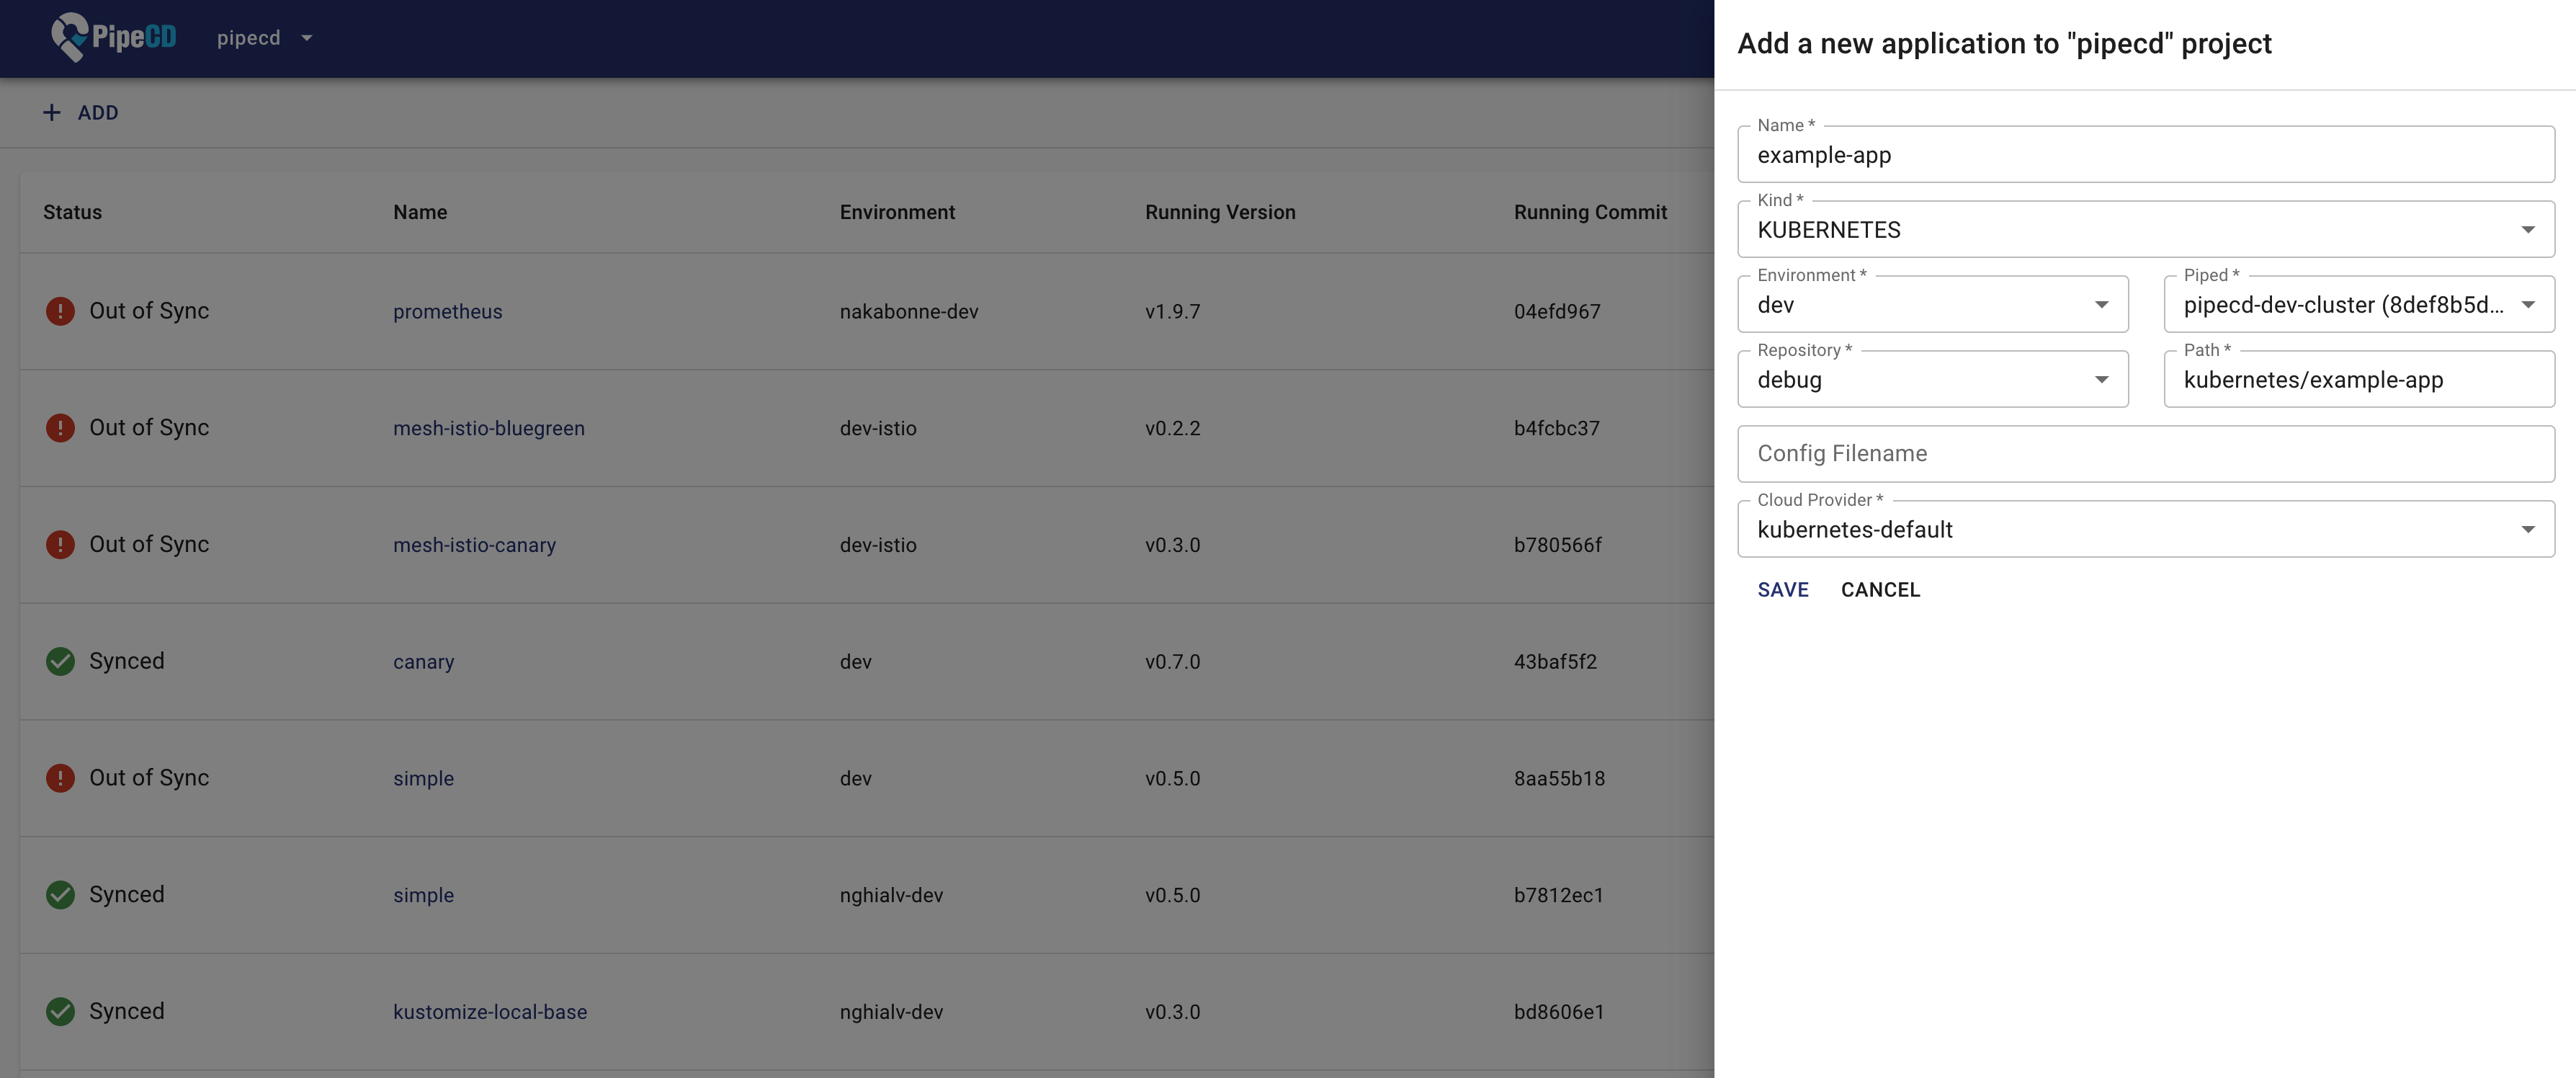 PipeCD pipecd
ADD
Status Name Environment Running Version Running Commit
Out of Sync prometheus nakabonne-dev v1.9.7 04efd967
Out of Sync mesh-istio-bluegreen dev-istio v0.2.2 b4fcbc37
Out of Sync mesh-istio-canary dev-istio v0.3.0 b780566f
Synced canary dev v0.7.0 43baf5f2
Out of Sync simple dev v0.5.0 8aa55b18
Synced simple nghialv-dev v0.5.0 b7812ec1
Synced kustomize-local-base nghialv-dev v0.3.0 bd8606e1
Add a new application to "pipecd" project
Name *
example-app
Kind *
KUBERNETES
Environment * Piped *
dev pipecd-dev-cluster (8def8b5d...
Repository * Path *
debug kubernetes/example-app
Config Filename
Cloud Provider *
kubernetes-default
SAVE CANCEL